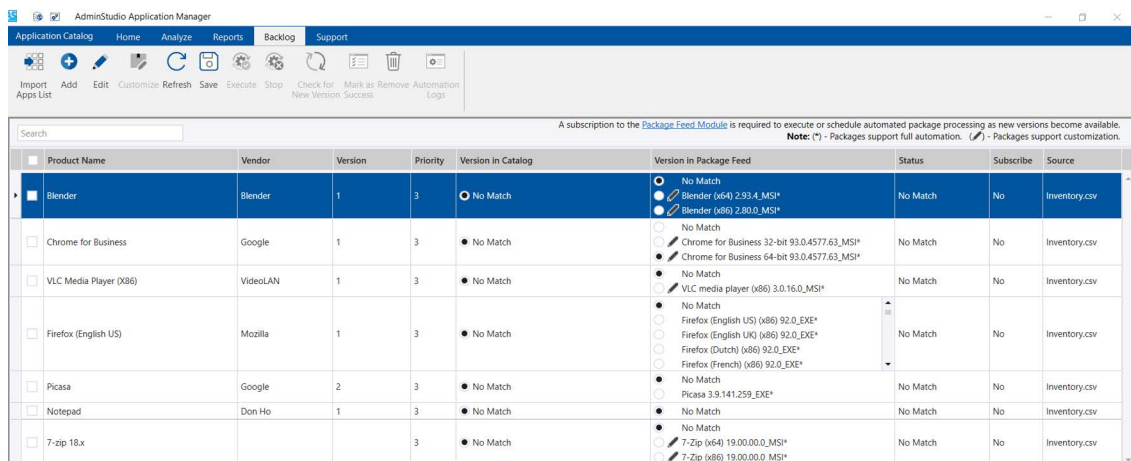 AdminStudio Application Manager
Application Catalog Home Analyze Reports Backlog Support
Import Apps List Add Edit Customize Refresh Save Execute Stop Check for New Version Mark as Success Remove Automation Logs
Search
A subscription to the Package Feed Module is required to execute or schedule automated package processing as new versions become available.
Note: (*) - Packages support full automation. ( ) - Packages support customization.
Product Name Vendor Version Priority Version in Catalog Version in Package Feed Status Subscribe Source
Blender Blender 1 3 No Match No Match No Match No Inventory.csv
Blender (x64) 2.93.4_MSI*
Blender (x86) 2.80.0_MSI*
Chrome for Business Google 1 3 No Match No Match No Match No Inventory.csv
Chrome for Business 32-bit 93.0.4577.63_MSI*
Chrome for Business 64-bit 93.0.4577.63_MSI*
VLC Media Player (X86) VideoLAN 1 3 No Match No Match No Match No Inventory.csv
VLC media player (x86) 3.0.16.0_MSI*
Firefox (English US) Mozilla 1 3 No Match No Match No Match No Inventory.csv
Firefox (English US) (x86) 92.0_EXE*
Firefox (English UK) (x86) 92.0_EXE*
Firefox (Dutch) (x86) 92.0_EXE*
Firefox (French) (x86) 92.0_EXE*
Picasa Google 2 3 No Match No Match No Match No Inventory.csv
Picasa 3.9.141.259_EXE*
Notepad Don Ho 1 3 No Match No Match No Match No Inventory.csv
7-zip 18.x 3 No Match No Match No Match No Inventory.csv
7-Zip (x64) 19.00.00.0_MSI*
7-Zip (x86) 19.00.00.0_MSI*